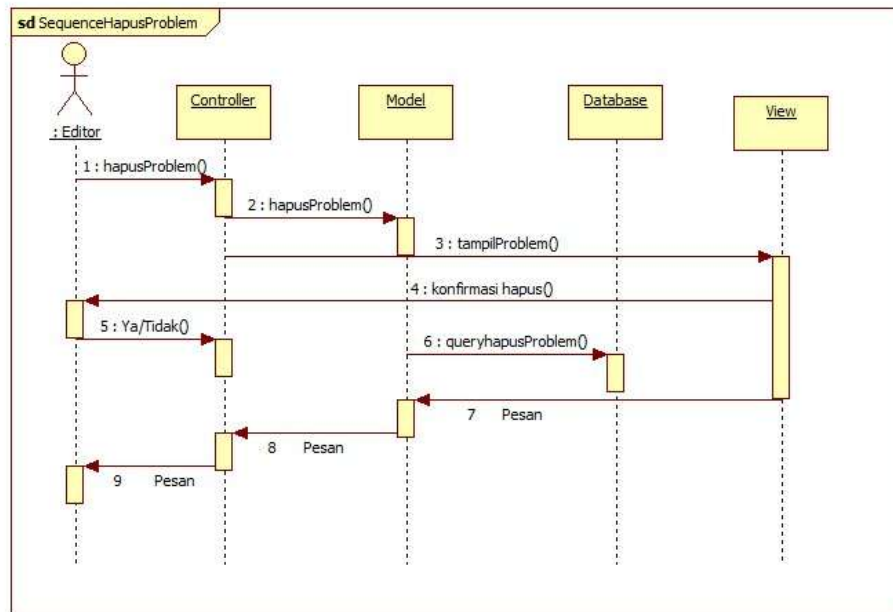 sd SequenceHapusProblem
: Editor
Controller
Model
Database
View
1 : hapusProblem()
2 : hapusProblem()
3 : tampilProblem()
4 : konfirmasi hapus()
5 : Ya/Tidak()
6 : queryhapusProblem()
7 Pesan
8 Pesan
9 Pesan